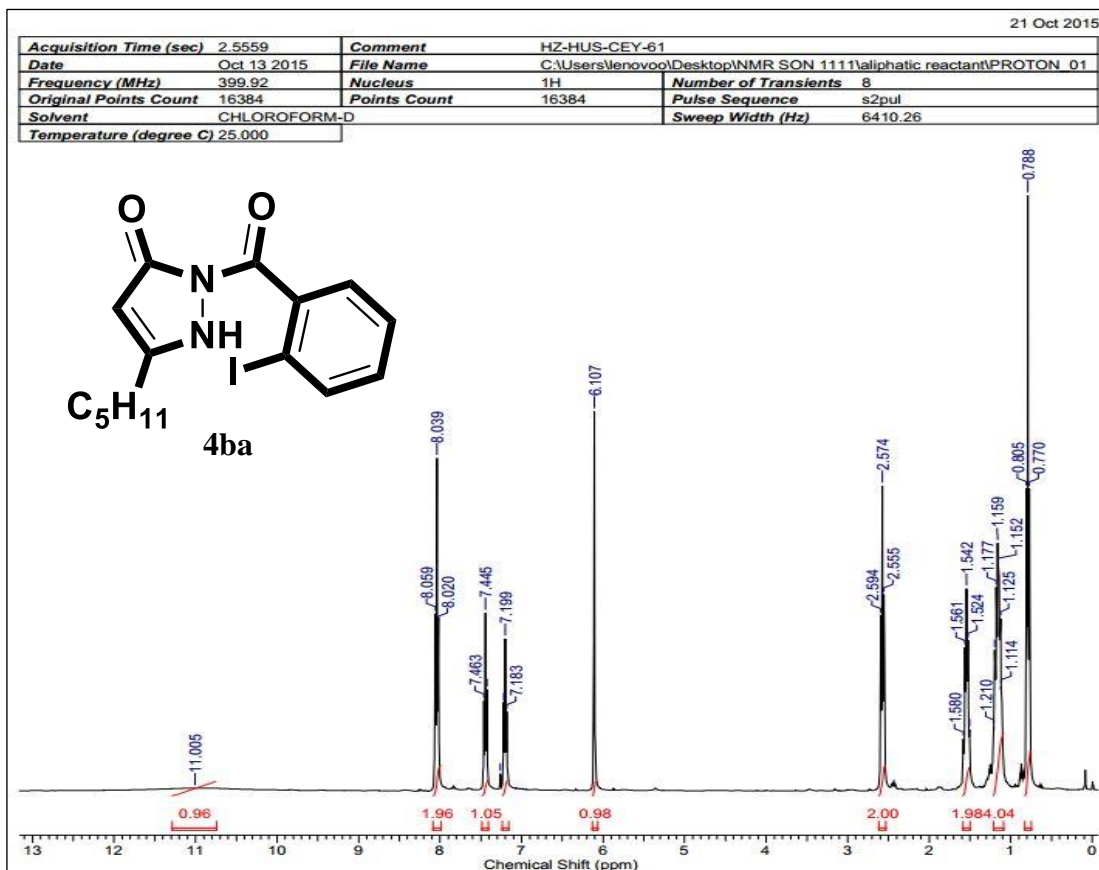 21 Oct 2015
Acquisition Time (sec) 2.5559 Comment HZ-HUS-CEY-61
Date Oct 13 2015 File Name C:\Users\lenovoo\Desktop\NMR SON 1111\aliphatic reactant\PROTON_01
Frequency (MHz) 399.92 Nucleus 1H Number of Transients 8
Original Points Count 16384 Points Count 16384 Pulse Sequence s2pul
Solvent CHLOROFORM-D Sweep Width (Hz) 6410.26
Temperature (degree C) 25.000
O O
N
NH
I
C5H11
4ba
11.005
8.059
8.039
8.020
7.463
7.445
7.199
7.183
6.107
2.594
2.574
2.555
1.580
1.561
1.542
1.524
1.210
1.177
1.159
1.152
1.125
1.114
0.805
0.788
0.770
0.96 1.96 1.05 0.98 2.00 1.98 4.04
13 12 11 10 9 8 7 6 5 4 3 2 1 0
Chemical Shift (ppm)